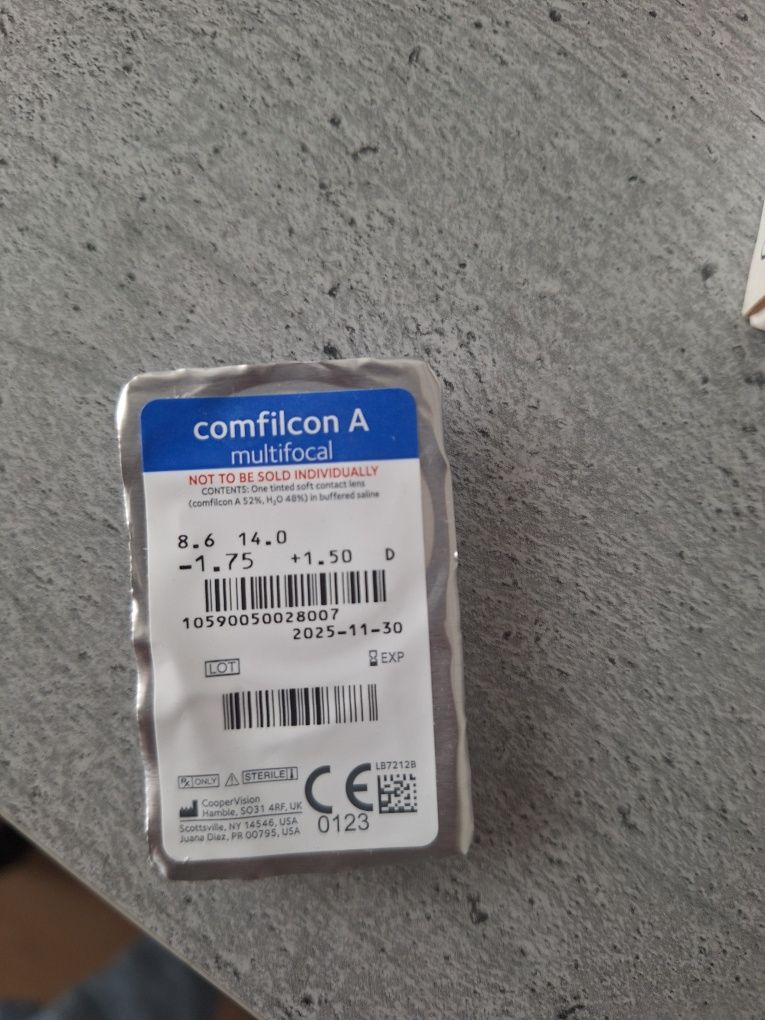 comfilcon A
multifocal
NOT TO BE SOLD INDIVIDUALLY
CONTENTS: One tinted soft contact lens
(comfilcon A 52%, H₂O 48%) in buffered saline
8.6 14.0
-1.75 +1.50 D
10590050028007
2025-11-30
LOT
EXP
Rx ONLY
STERILE
LB7212B
CooperVision
Hamble, SO31 4RF, UK
Scottsville, NY 14546, USA
Juana Diez, PR 00795, USA
CE
0123